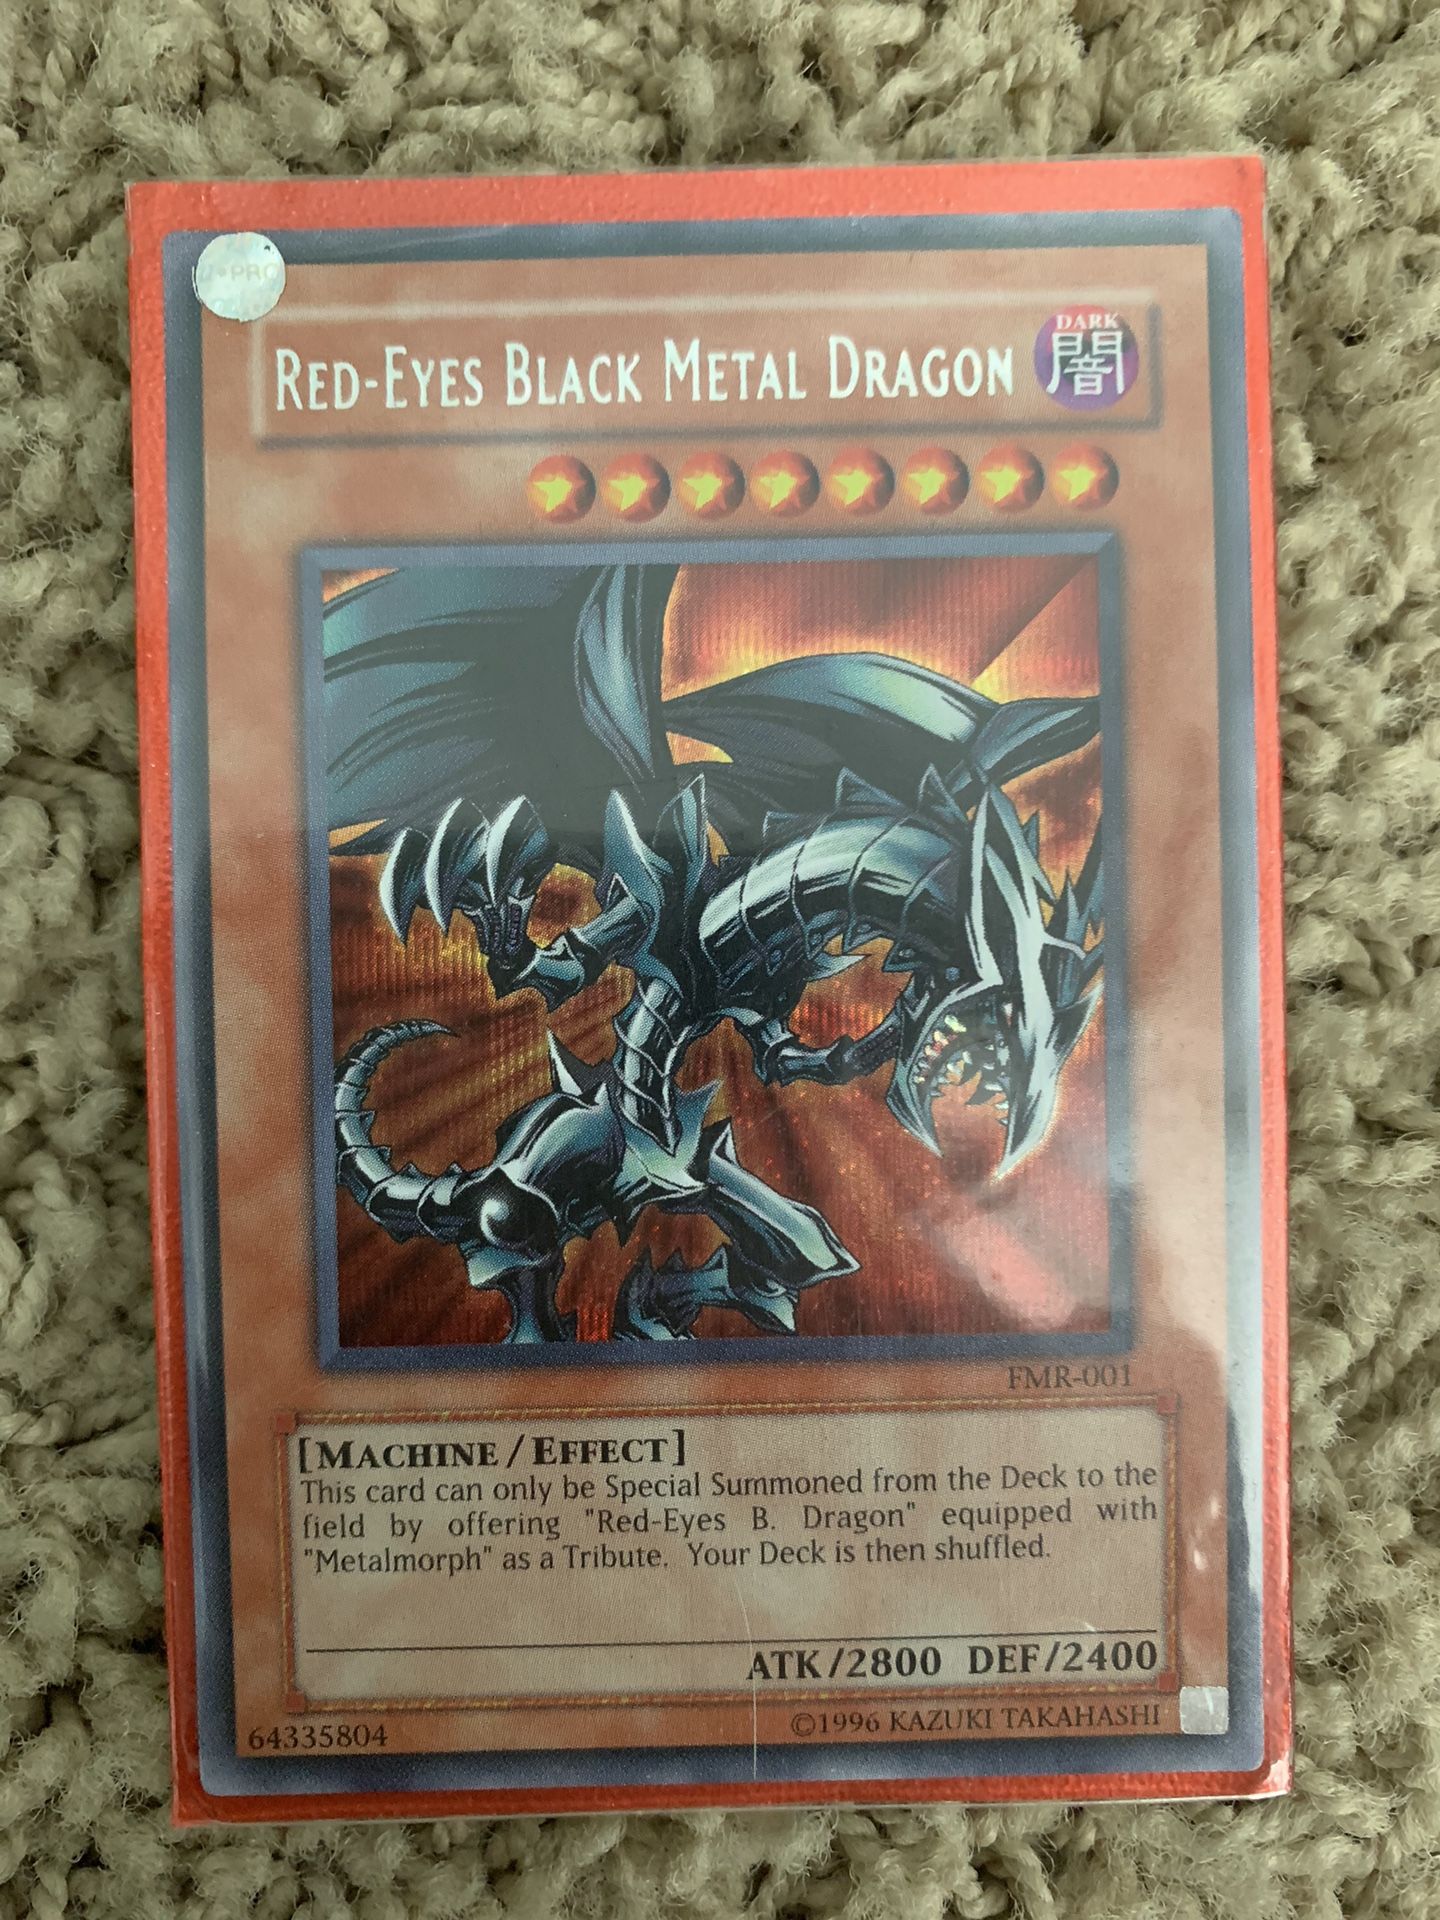 U•PRO
RED-EYES BLACK METAL DRAGON
DARK
闇
FMR-001
[MACHINE/EFFECT]
This card can only be Special Summoned from the Deck to the
field by offering "Red-Eyes B. Dragon" equipped with
"Metalmorph" as a Tribute. Your Deck is then shuffled.
ATK/2800 DEF/2400
64335804
©1996 KAZUKI TAKAHASHI